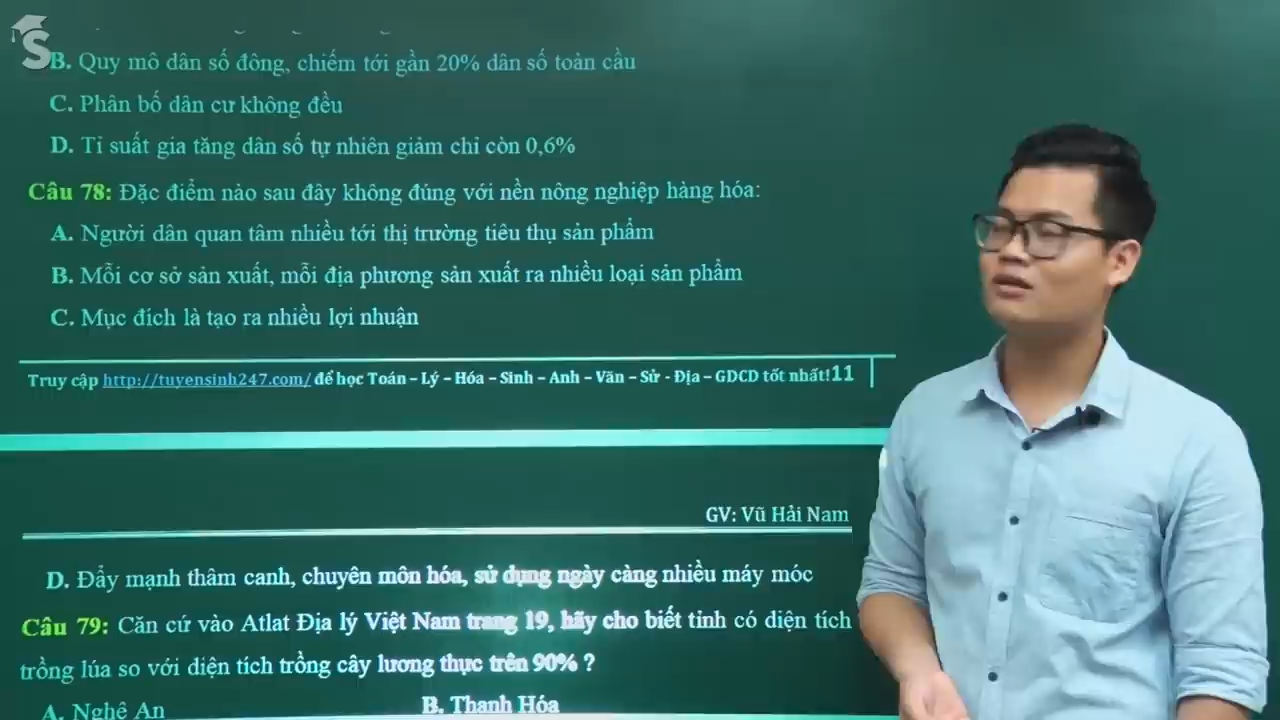 S
B. Quy mô dân số đông, chiếm tới gần 20% dân số toàn cầu
C. Phân bố dân cư không đều
D. Tỉ suất gia tăng dân số tự nhiên giảm chỉ còn 0,6%
Câu 78: Đặc điểm nào sau đây không đúng với nền nông nghiệp hàng hóa:
A. Người dân quan tâm nhiều tới thị trường tiêu thụ sản phẩm
B. Mỗi cơ sở sản xuất, mỗi địa phương sản xuất ra nhiều loại sản phẩm
C. Mục đích là tạo ra nhiều lợi nhuận
Truy cập http://tuyensinh247.com/ để học Toán – Lý – Hóa – Sinh – Anh – Văn – Sử - Địa – GDCD tốt nhất!11
GV: Vũ Hải Nam
D. Đẩy mạnh thâm canh, chuyên môn hóa, sử dụng ngày càng nhiều máy móc
Câu 79: Căn cứ vào Atlat Địa lý Việt Nam trang 19, hãy cho biết tỉnh có diện tích
trồng lúa so với diện tích trồng cây lương thực trên 90% ?
A. Nghệ An B. Thanh Hóa